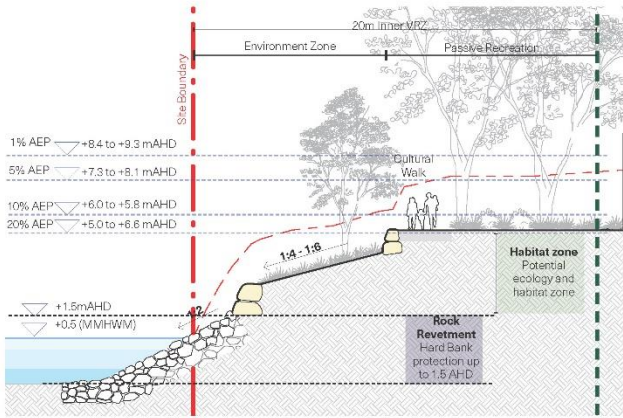 20m Inner VRZ
Environment Zone
Passive Recreation
Site Boundary
1% AEP +8.4 to +9.3 mAHD
5% AEP +7.3 to +8.1 mAHD
Cultural
Walk
10% AEP +6.0 to +5.8 mAHD
20% AEP +5.0 to +6.6 mAHD
1:4 - 1:6
Habitat zone
Potential
ecology and
habitat zone
+1.5mAHD
+0.5 (MMHWM)
Rock
Revetment
Hard Bank
protection up
to 1.5 AHD